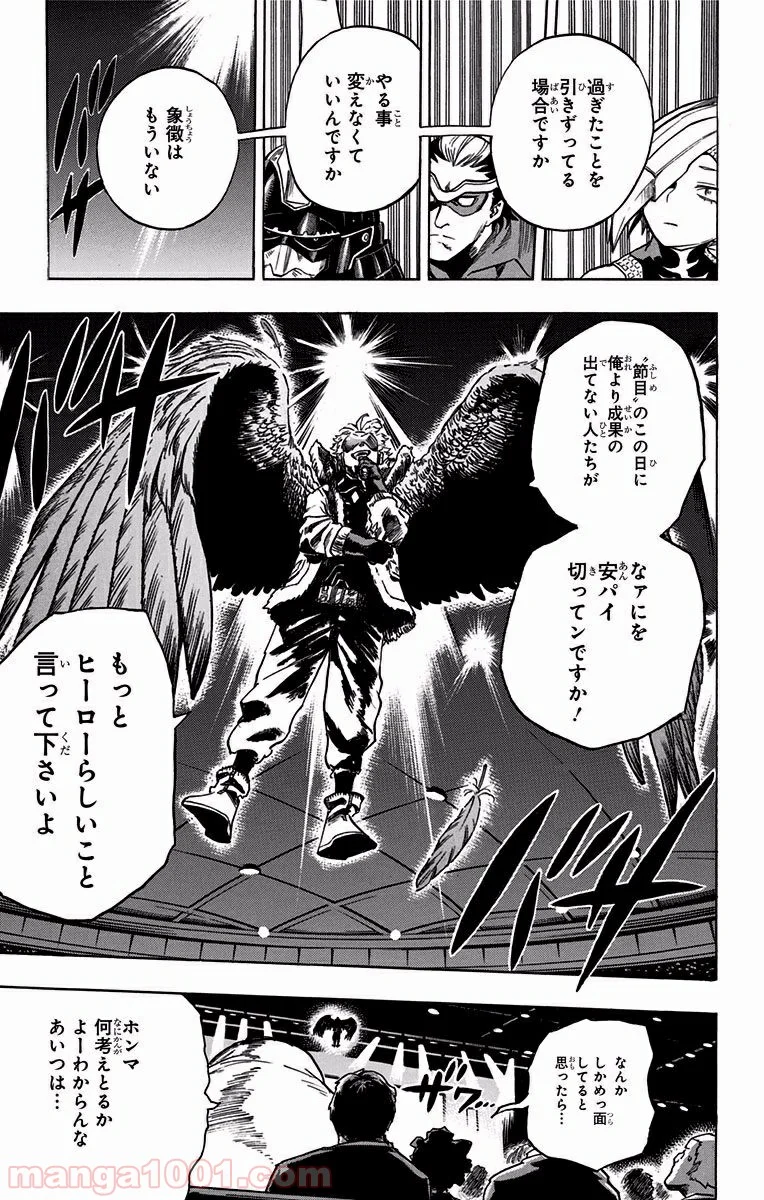 過ぎたことを
引きずってる
場合ですか
やる事
変えなくて
いいんですか
象徴は
もういない
〝節目〟のこの日に
俺より成果の
出てない人たちが
なァにを
安パイ
切ってンですか!
もっと
ヒーローらしいこと
言って下さいよ
なんか
しかめっ面
してると
思ったら…
ザワ
ホンマ
何考えとるか
よーわからんな
あいつは…
manga1001.com